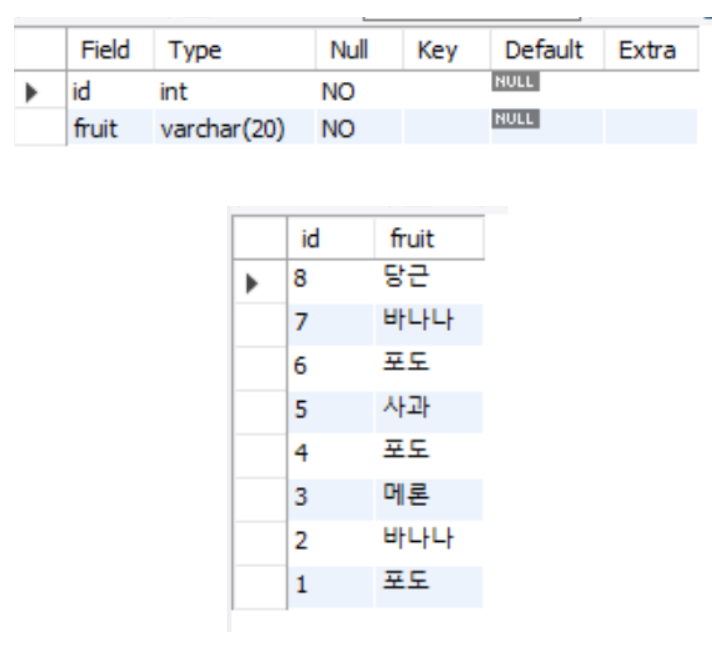 Field Type Null Key Default Extra
id int NO NULL
fruit varchar(20) NO NULL
id fruit
8 당근
7 바나나
6 포도
5 사과
4 포도
3 메론
2 바나나
1 포도